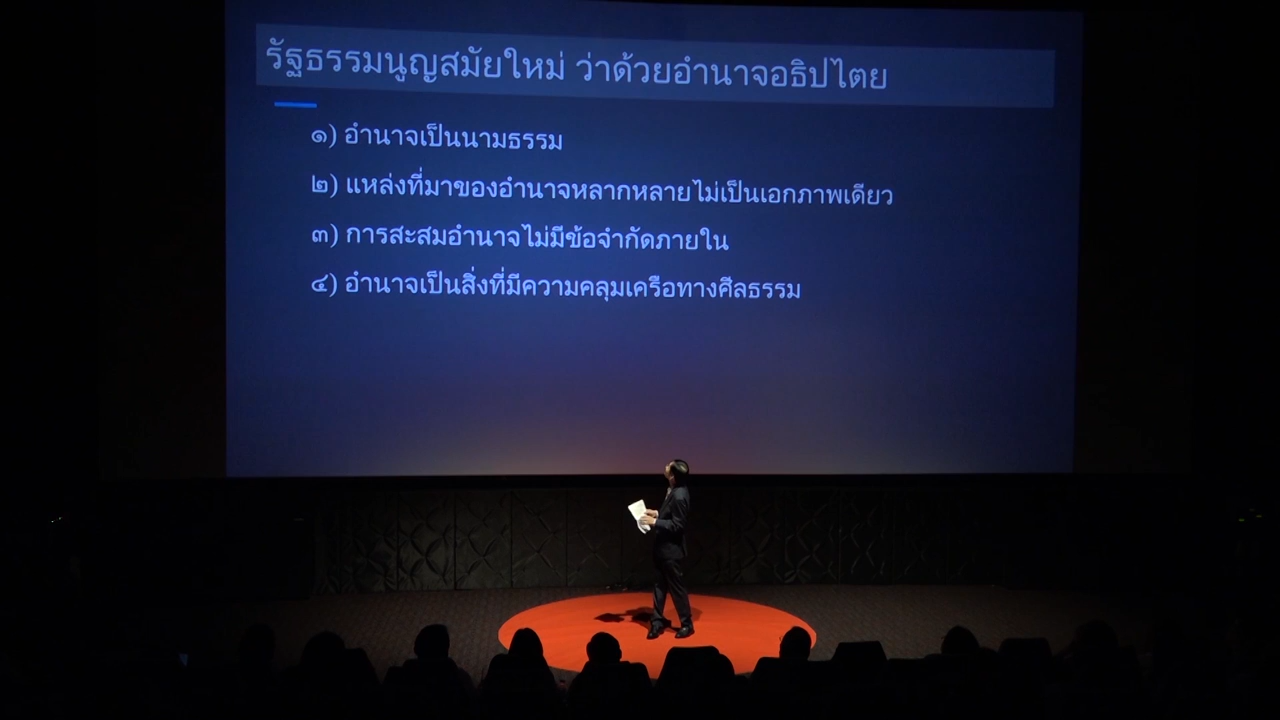 รัฐธรรมนูญสมัยใหม่ ว่าด้วยอำนาจอธิปไตย
๑) อำนาจเป็นนามธรรม
๒) แหล่งที่มาของอำนาจหลากหลายไม่เป็นเอกภาพเดียว
๓) การสะสมอำนาจไม่มีข้อจำกัดภายใน
๔) อำนาจเป็นสิ่งที่มีความคลุมเครือทางศีลธรรม